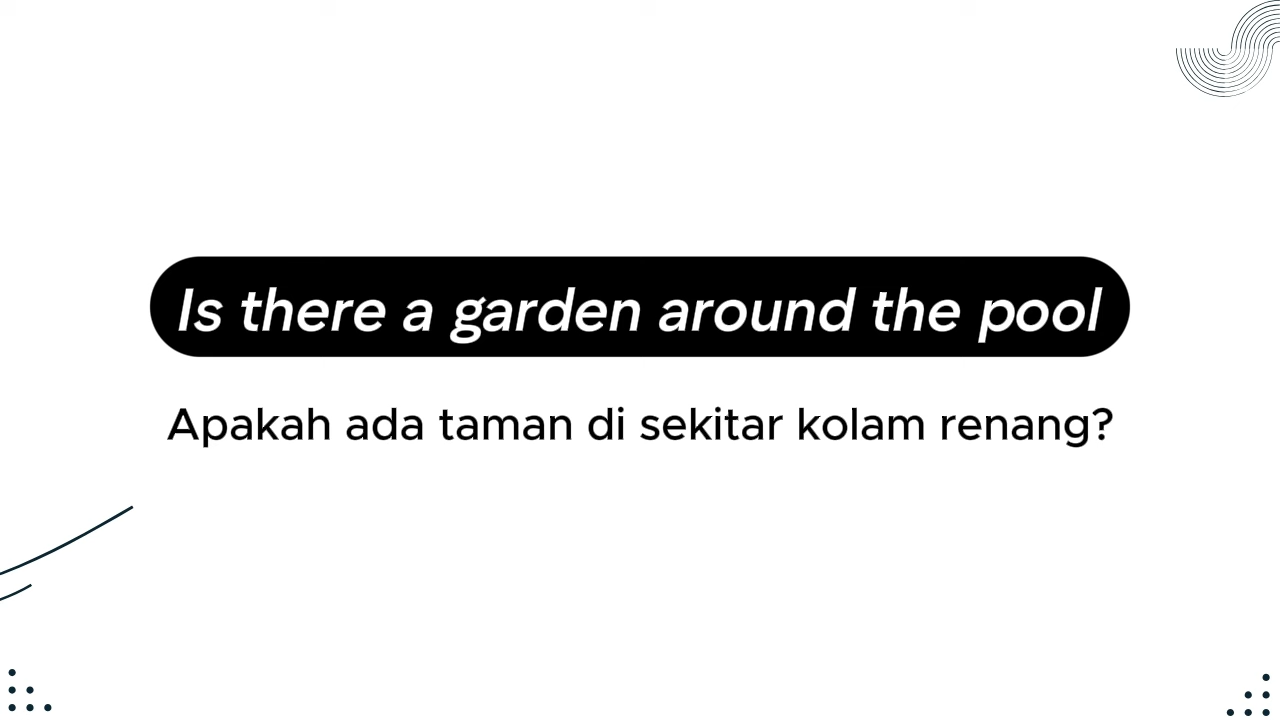 Is there a garden around the pool
Apakah ada taman di sekitar kolam renang?